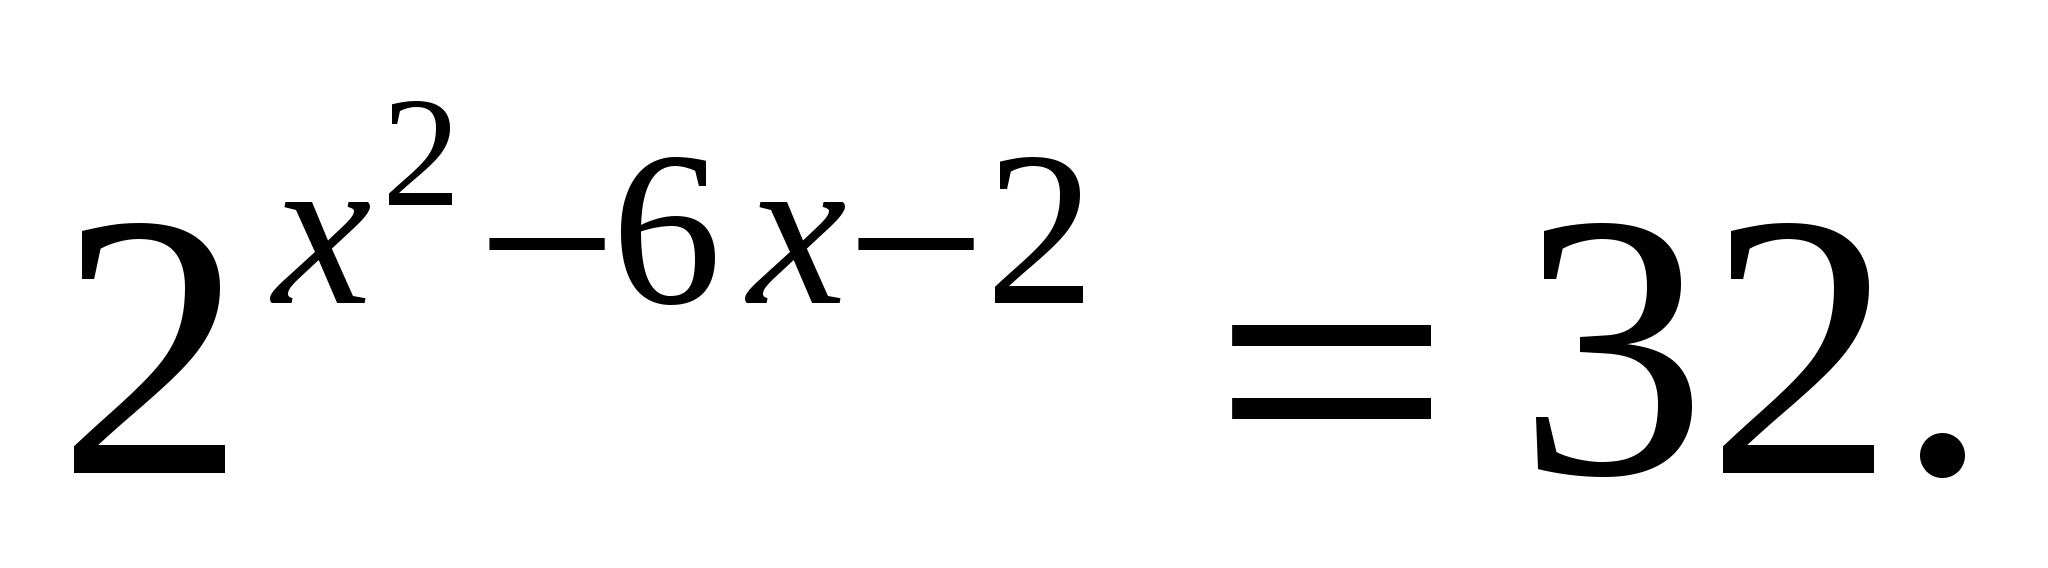 2^{x^2-6x-2} = 32.